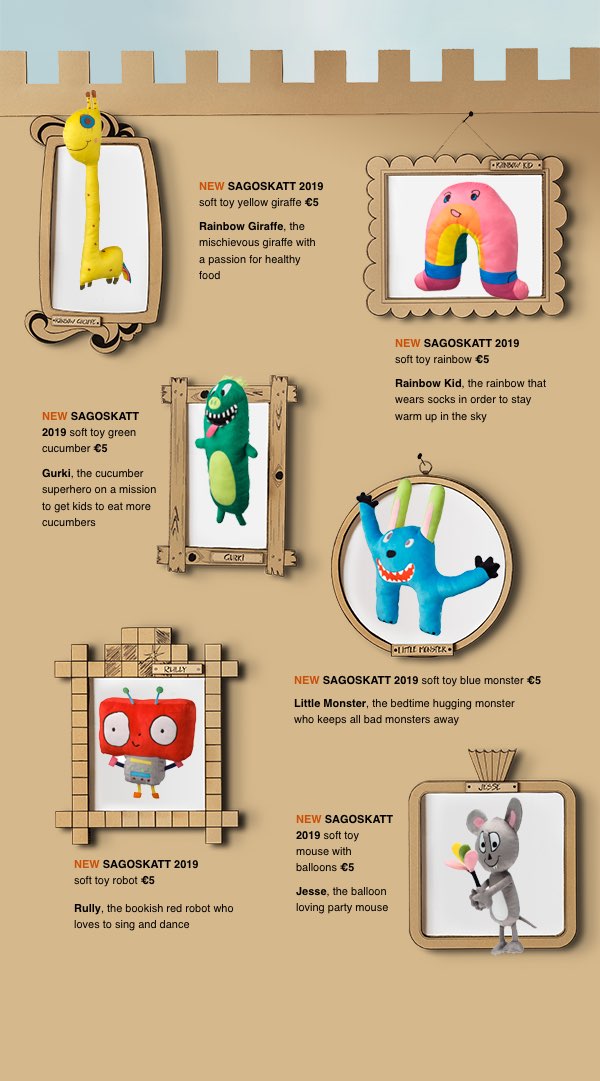 NEW SAGOSKATT 2019
soft toy yellow giraffe €5
Rainbow Giraffe, the
mischievous giraffe with
a passion for healthy
food
RAINBOW GIRAFFE
RAINBOW KID
NEW SAGOSKATT 2019
soft toy rainbow €5
Rainbow Kid, the rainbow that
wears socks in order to stay
warm up in the sky
NEW SAGOSKATT
2019 soft toy green
cucumber €5
Gurki, the cucumber
superhero on a mission
to get kids to eat more
cucumbers
GURKI
LITTLE MONSTER
NEW SAGOSKATT 2019 soft toy blue monster €5
Little Monster, the bedtime hugging monster
who keeps all bad monsters away
RULLY
NEW SAGOSKATT 2019
soft toy robot €5
Rully, the bookish red robot who
loves to sing and dance
JESSE
NEW SAGOSKATT
2019 soft toy
mouse with
balloons €5
Jesse, the balloon
loving party mouse